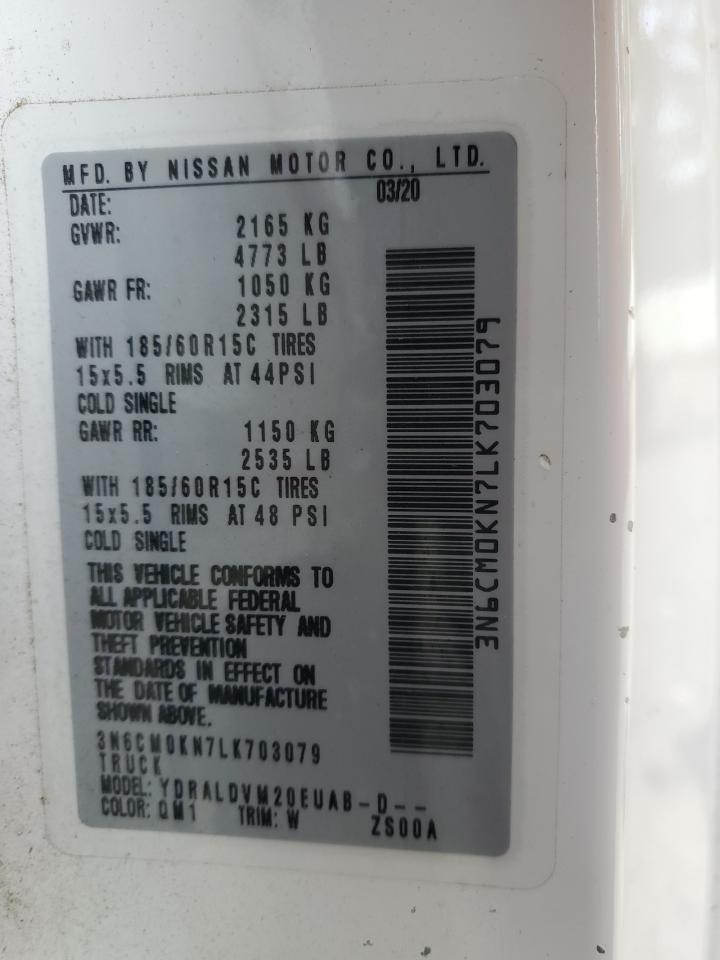 MFD. BY NISSAN MOTOR CO., LTD.
DATE: 03/20
GVWR: 2165 KG
4773 LB
GAWR FR: 1050 KG
2315 LB
WITH 185/60R15C TIRES
15x5.5 RIMS AT 44PSI
COLD SINGLE
GAWR RR: 1150 KG
2535 LB
WITH 185/60R15C TIRES
15x5.5 RIMS AT 48 PSI
COLD SINGLE
THIS VEHICLE CONFORMS TO
ALL APPLICABLE FEDERAL
MOTOR VEHICLE SAFETY AND
THEFT PREVENTION
STANDARDS IN EFFECT ON
THE DATE OF MANUFACTURE
SHOWN ABOVE.
3N6CM0KN7LK703079
TRUCK
MODEL: YDRALDVM20EUAB-D--
COLOR: QM1 TRIM: W ZS00A
3N6CM0KN7LK703079